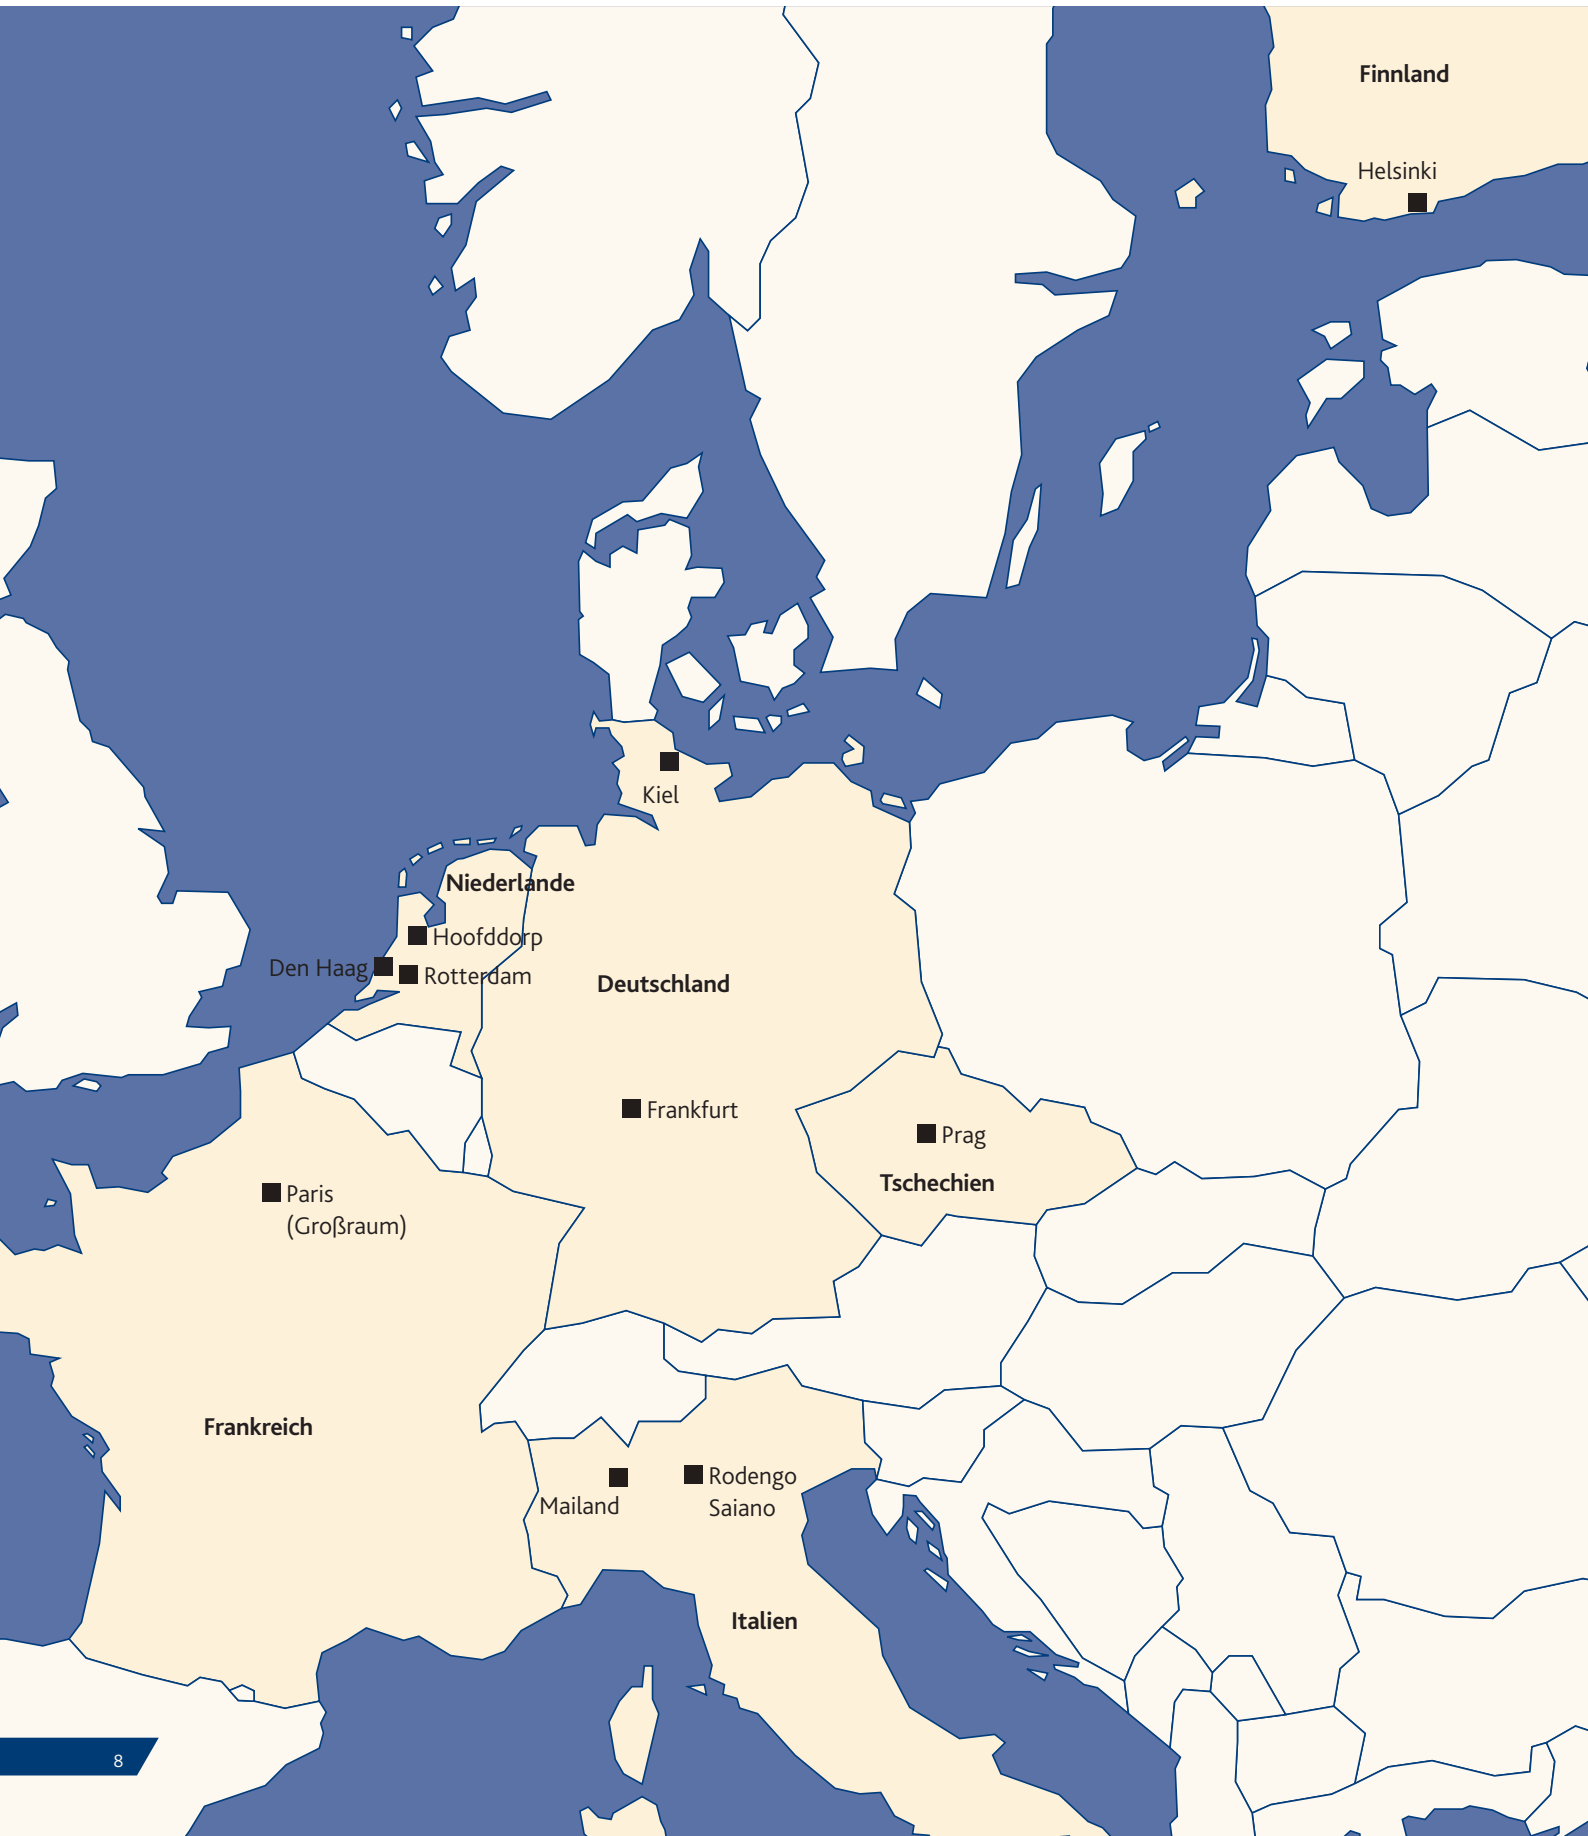 Finnland
Helsinki
Kiel
Niederlande
Hoofddorp
Den Haag
Rotterdam
Deutschland
Frankfurt
Prag
Tschechien
Paris
(Großraum)
Frankreich
Rodengo
Saiano
Mailand
Italien
8